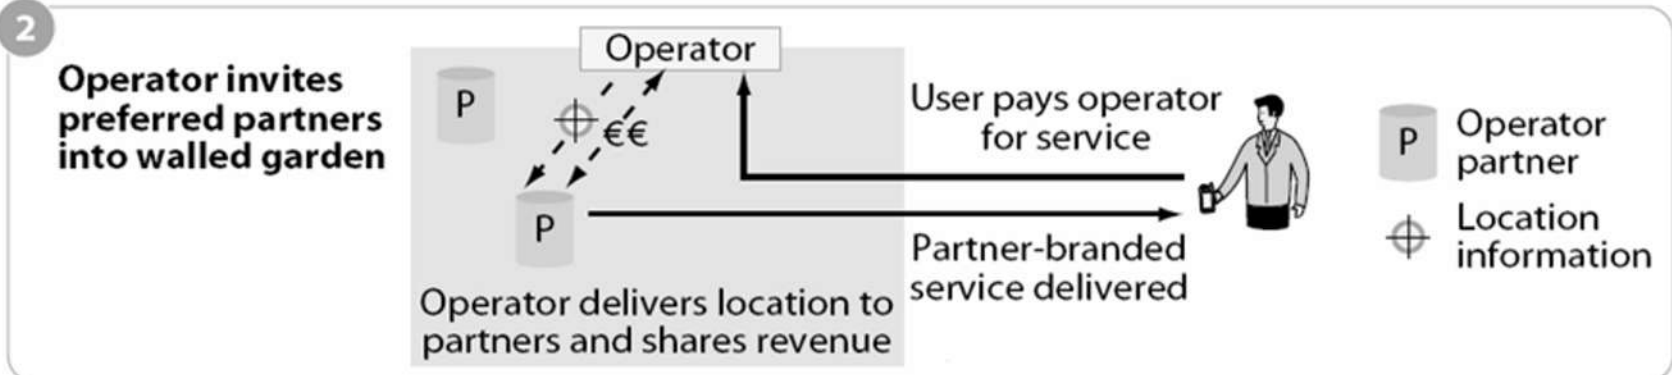 2
Operator invites
preferred partners
into walled garden
Operator
P
€€
P
Operator delivers location to
partners and shares revenue
User pays operator
for service
Partner-branded
service delivered
P
Operator
partner
Location
information